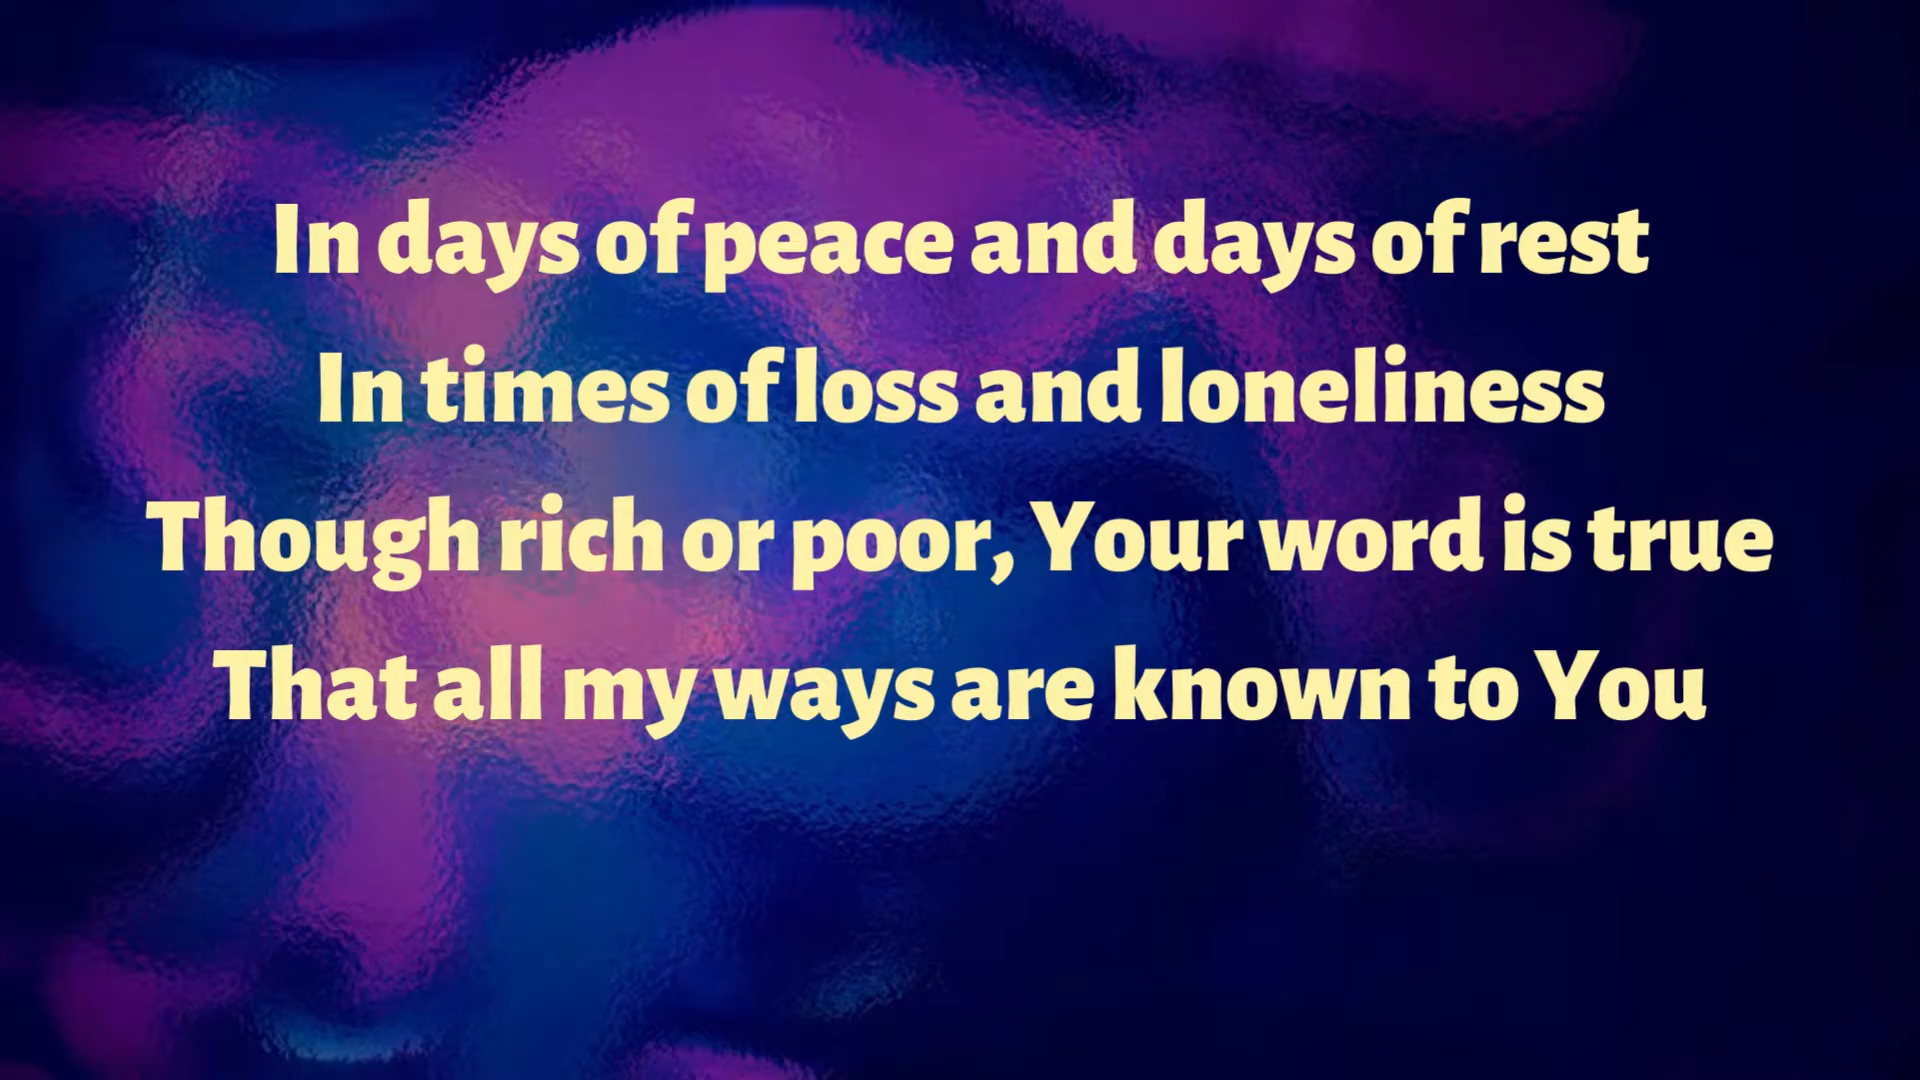 In days of peace and days of rest
In times of loss and loneliness
Though rich or poor, Your word is true
That all my ways are known to You